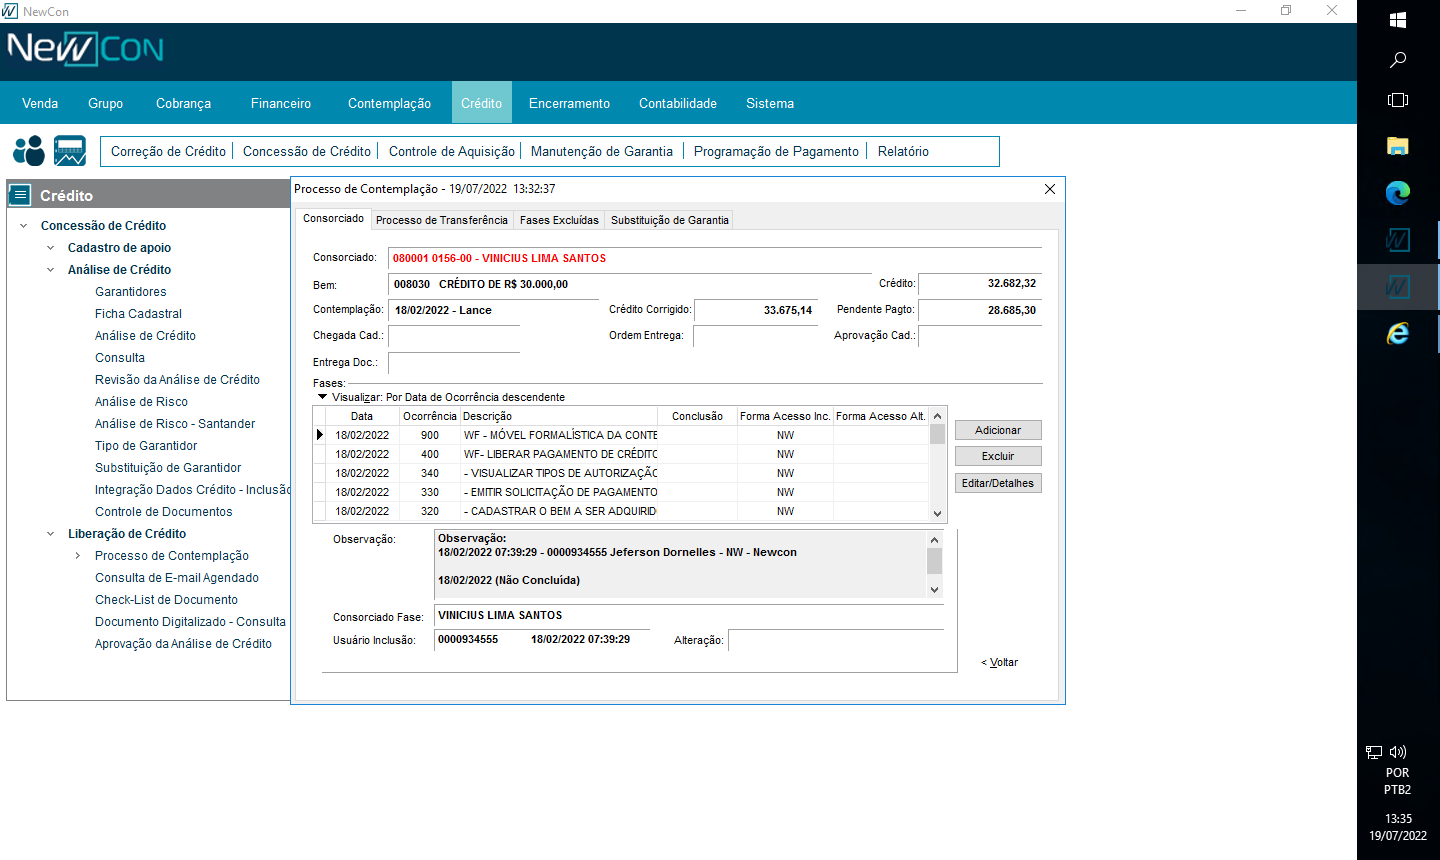 NewCon
NewCon
Venda Grupo Cobrança Financeiro Contemplação Crédito Encerramento Contabilidade Sistema
Correção de Crédito Concessão de Crédito Controle de Aquisição Manutenção de Garantia Programação de Pagamento Relatório
Crédito
Concessão de Crédito
Cadastro de apoio
Análise de Crédito
Garantidores
Ficha Cadastral
Análise de Crédito
Consulta
Revisão da Análise de Crédito
Análise de Risco
Análise de Risco - Santander
Tipo de Garantidor
Substituição de Garantidor
Integração Dados Crédito - Inclusão
Controle de Documentos
Liberação de Crédito
Processo de Contemplação
Consulta de E-mail Agendado
Check-List de Documento
Documento Digitalizado - Consulta
Aprovação da Análise de Crédito
Processo de Contemplação - 19/07/2022 13:32:37
Consorciado Processo de Transferência Fases Excluídas Substituição de Garantia
Consorciado: 080001 0156-00 - VINICIUS LIMA SANTOS
Bem: 008030 CRÉDITO DE R$ 30.000,00 Crédito: 32.682,32
Contemplação: 18/02/2022 - Lance Crédito Corrigido: 33.675,14 Pendente Pagto: 28.685,30
Chegada Cad.: Ordem Entrega: Aprovação Cad.:
Entrega Doc.:
Fases:
Visualizar: Por Data de Ocorrência descendente
Data Ocorrência Descrição Conclusão Forma Acesso Inc. Forma Acesso Alt.
18/02/2022 900 WF - MÓVEL FORMALÍSTICA DA CONTE NW
18/02/2022 400 WF- LIBERAR PAGAMENTO DE CRÉDITO NW
18/02/2022 340 - VISUALIZAR TIPOS DE AUTORIZAÇÃO NW
18/02/2022 330 - EMITIR SOLICITAÇÃO DE PAGAMENTO NW
18/02/2022 320 - CADASTRAR O BEM A SER ADQUIRID NW
Adicionar
Excluir
Editar/Detalhes
Observação: Observação:
18/02/2022 07:39:29 - 0000934555 Jeferson Dornelles - NW - Newcon
18/02/2022 (Não Concluída)
Consorciado Fase: VINICIUS LIMA SANTOS
Usuário Inclusão: 0000934555 18/02/2022 07:39:29 Alteração:
< Voltar
POR
PTB2
13:35
19/07/2022